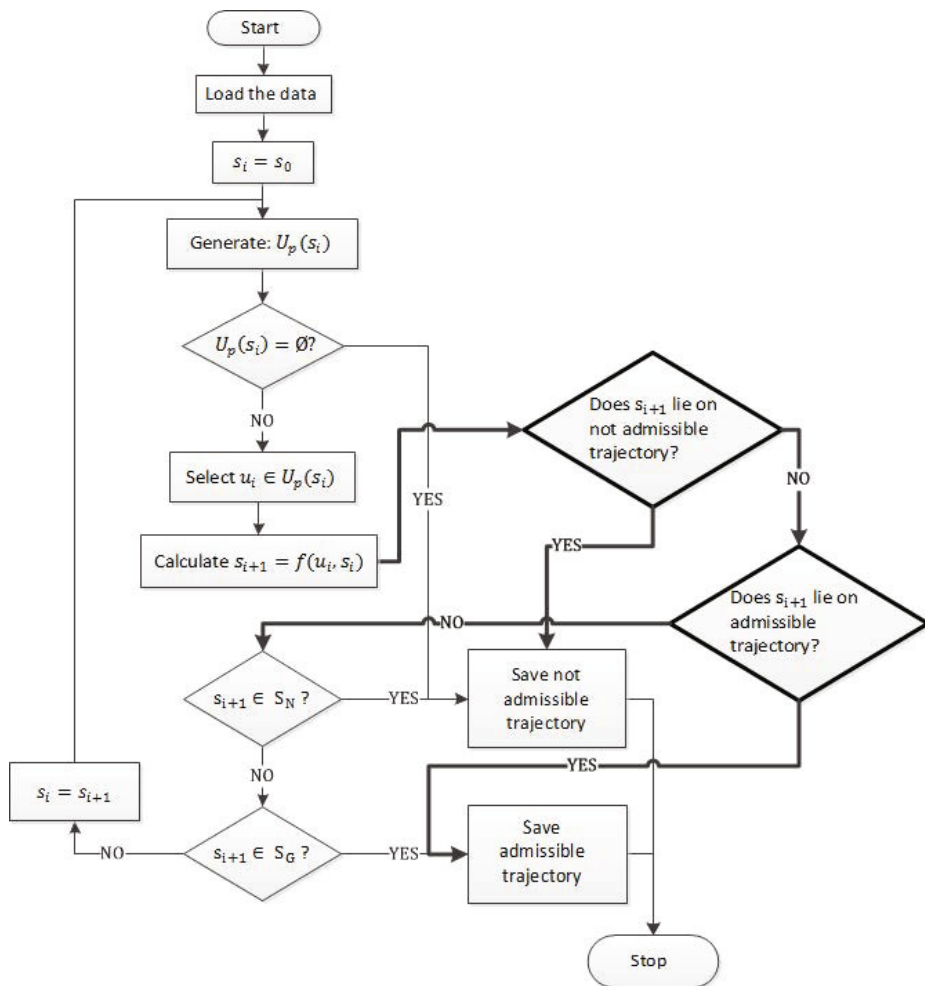 Start
Load the data
s_i = s_0
Generate: U_p(s_i)
U_p(s_i) = Ø?
NO
Select u_i ∈ U_p(s_i)
Calculate s_{i+1} = f(u_i, s_i)
YES
Does s_{i+1} lie on
not admissible
trajectory?
NO
YES
Does s_{i+1} lie on
admissible
trajectory?
NO
s_{i+1} ∈ S_N ?
YES
Save not
admissible
trajectory
NO
YES
s_i = s_{i+1}
NO
s_{i+1} ∈ S_G ?
YES
Save
admissible
trajectory
Stop